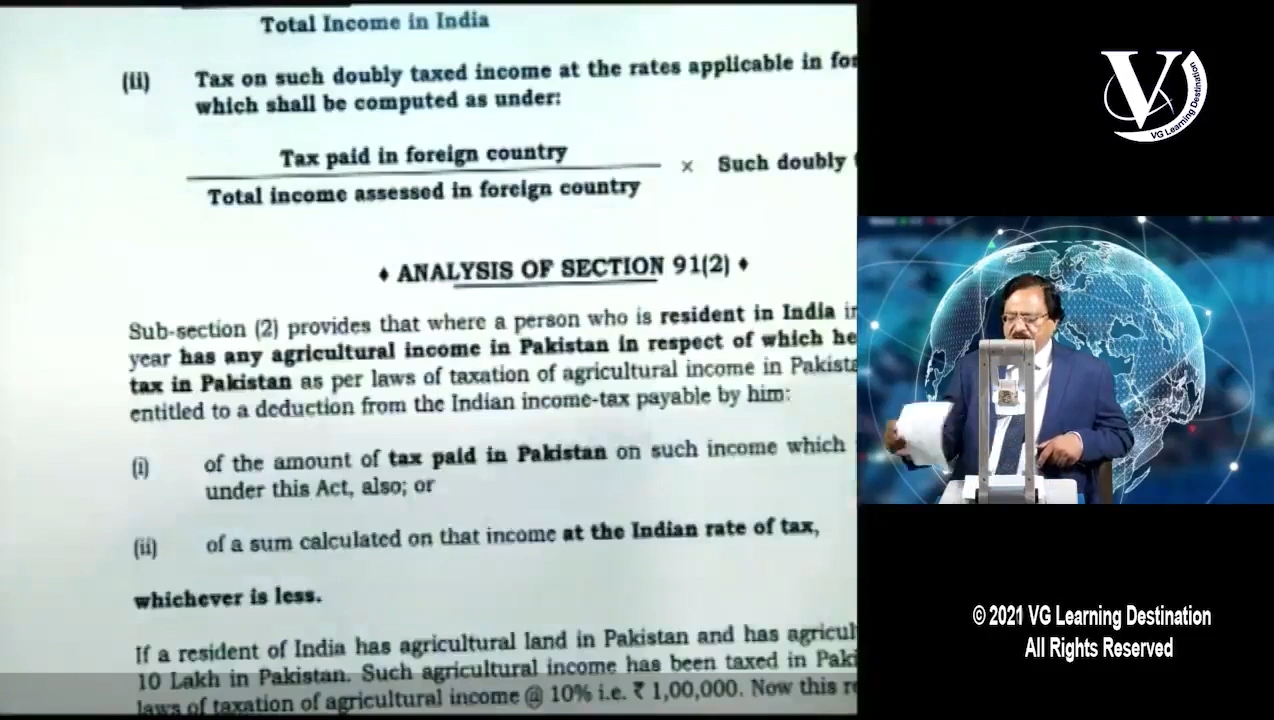 Total Income in India
(ii) Tax on such doubly taxed income at the rates applicable in for
which shall be computed as under:
Tax paid in foreign country
Total income assessed in foreign country
× Such doubly
♦ ANALYSIS OF SECTION 91(2) ♦
Sub-section (2) provides that where a person who is resident in India in
year has any agricultural income in Pakistan in respect of which he
tax in Pakistan as per laws of taxation of agricultural income in Pakista
entitled to a deduction from the Indian income-tax payable by him:
(i) of the amount of tax paid in Pakistan on such income which
under this Act, also; or
(ii) of a sum calculated on that income at the Indian rate of tax,
whichever is less.
If a resident of India has agricultural land in Pakistan and has agricul
10 Lakh in Pakistan. Such agricultural income has been taxed in Paki
laws of taxation of agricultural income @ 10% i.e. ₹ 1,00,000. Now this re
V
VG Learning Destination
© 2021 VG Learning Destination
All Rights Reserved